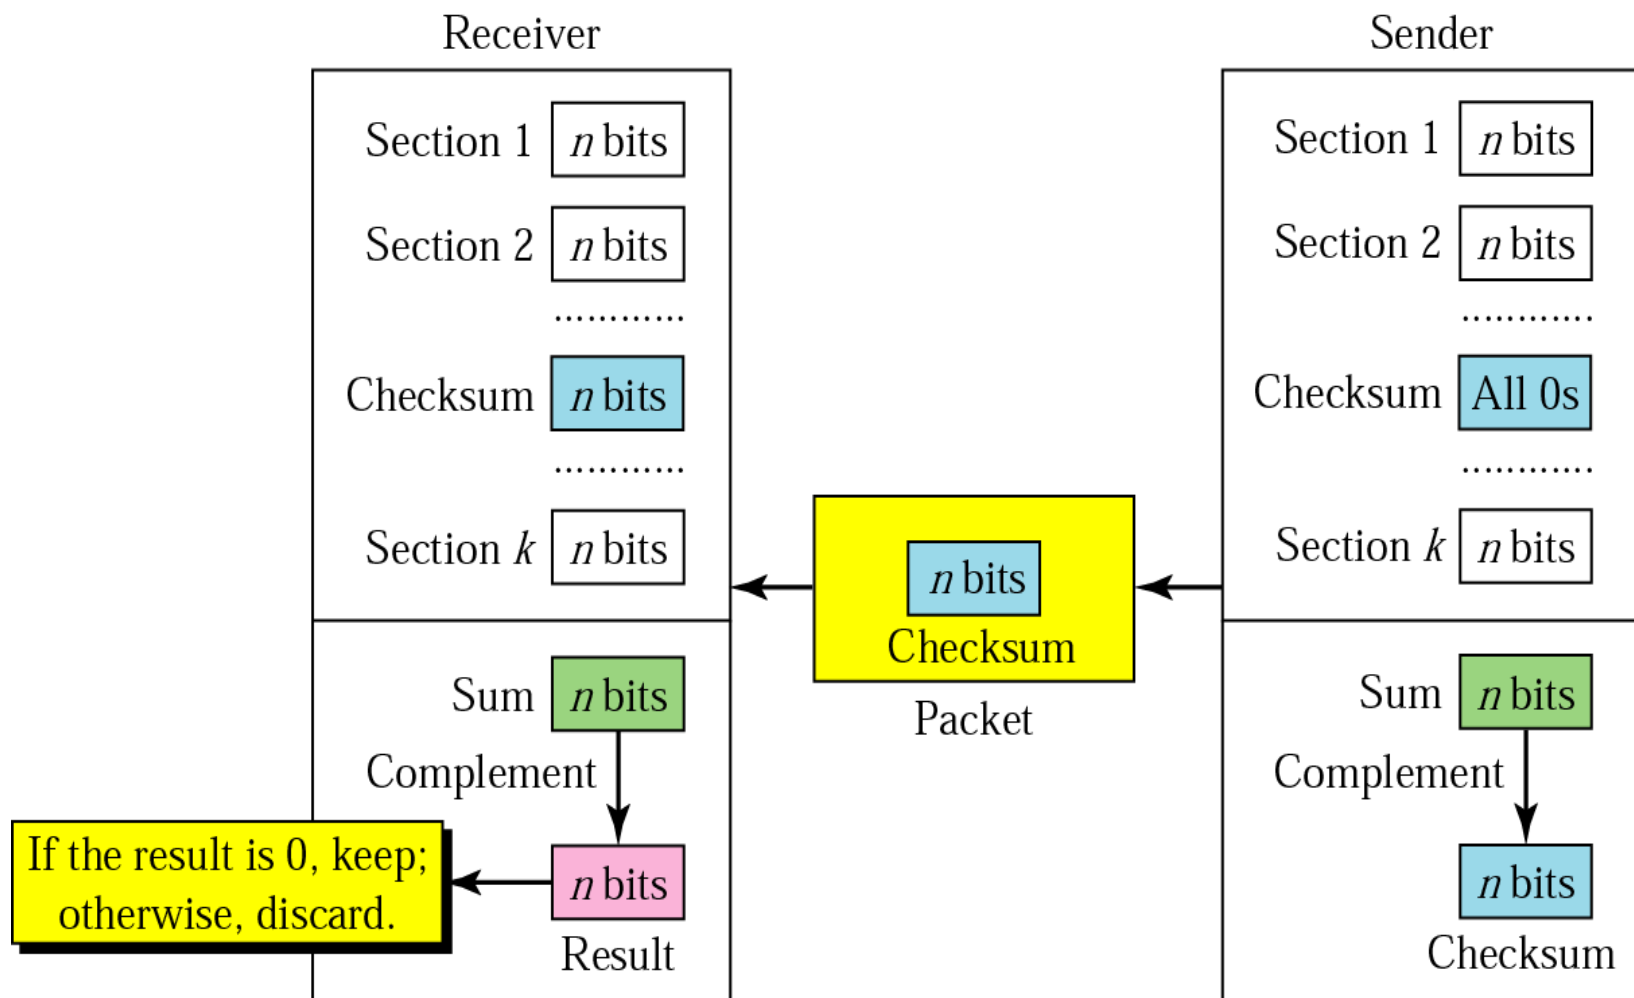 Receiver
Section 1 n bits
Section 2 n bits
............
Checksum n bits
............
Section k n bits
Sum n bits
Complement
n bits
Result
If the result is 0, keep;
otherwise, discard.
n bits
Checksum
Packet
Sender
Section 1 n bits
Section 2 n bits
............
Checksum All 0s
............
Section k n bits
Sum n bits
Complement
n bits
Checksum